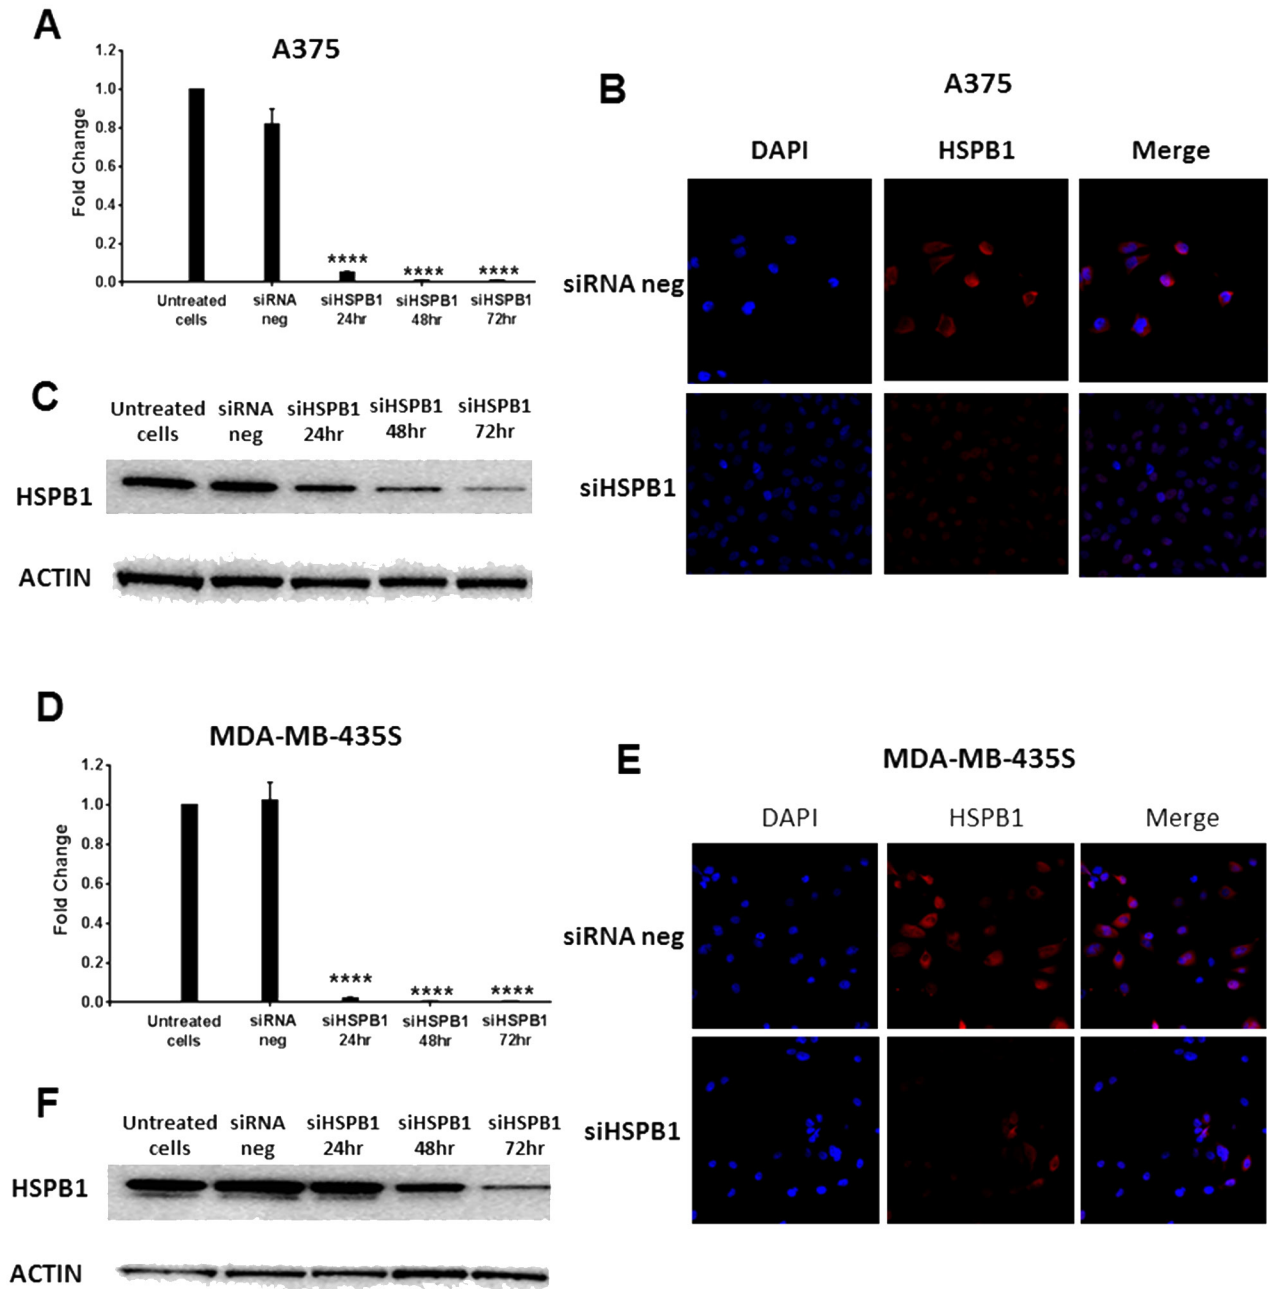 A
A375
1.2
1.0
0.8
0.6
0.4
0.2
0.0
Fold Change
****
****
****
Untreated cells
siRNA neg
siHSPB1 24hr
siHSPB1 48hr
siHSPB1 72hr
B
A375
DAPI
HSPB1
Merge
siRNA neg
siHSPB1
C
Untreated cells
siRNA neg
siHSPB1 24hr
siHSPB1 48hr
siHSPB1 72hr
HSPB1
ACTIN
D
MDA-MB-435S
1.2
1.0
0.8
0.6
0.4
0.2
0.0
Fold Change
****
****
****
Untreated cells
siRNA neg
siHSPB1 24hr
siHSPB1 48hr
siHSPB1 72hr
E
MDA-MB-435S
DAPI
HSPB1
Merge
siRNA neg
siHSPB1
F
Untreated cells
siRNA neg
siHSPB1 24hr
siHSPB1 48hr
siHSPB1 72hr
HSPB1
ACTIN